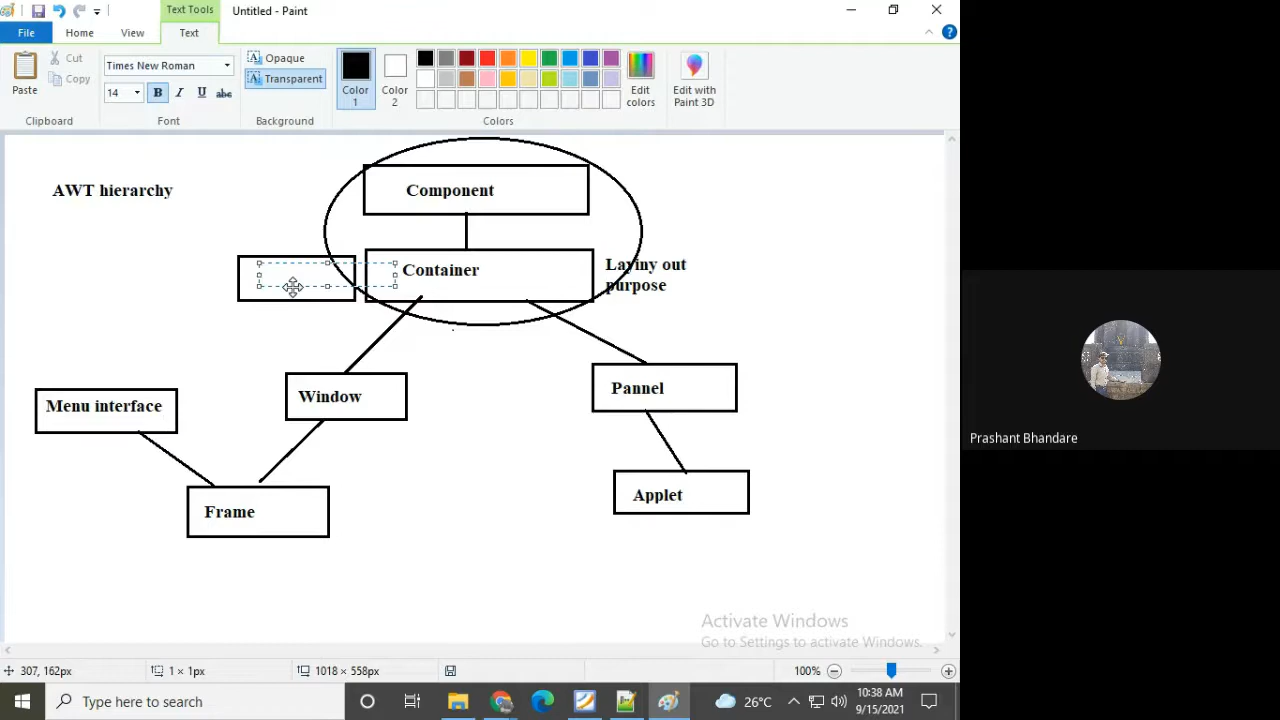 Text Tools
Untitled - Paint
File
Home
View
Text
Paste
Cut
Copy
Clipboard
Times New Roman
14
B
I
U
abc
Font
Opaque
Transparent
Background
Color
1
Color
2
Edit
colors
Colors
Edit with
Paint 3D
AWT hierarchy
Component
Container
Layiny out
purpose
Menu interface
Window
Pannel
Frame
Applet
Activate Windows
Go to Settings to activate Windows.
307, 162px
1 × 1px
1018 × 558px
100%
Type here to search
26°C
10:38 AM
9/15/2021
Prashant Bhandare